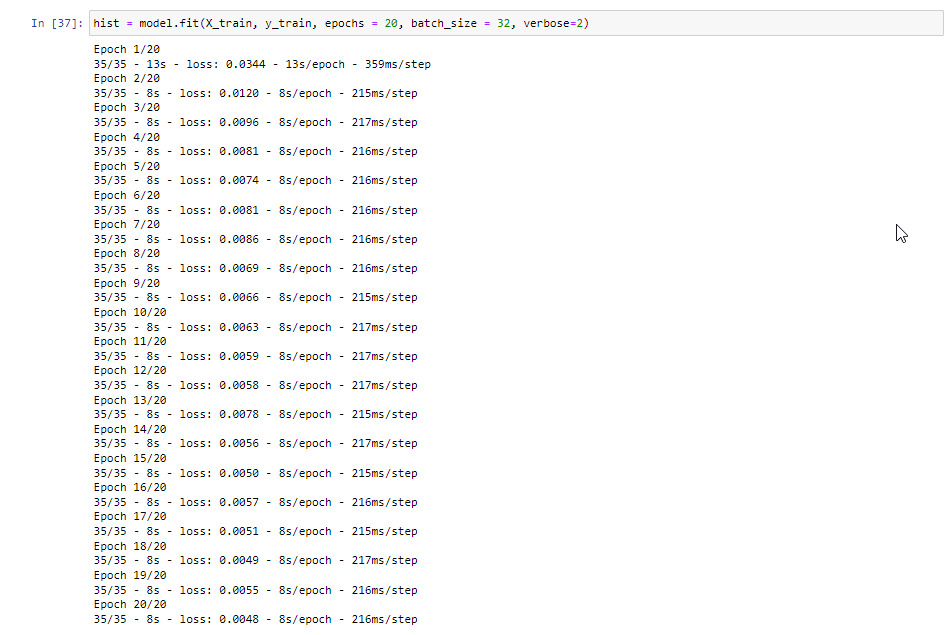 In [37]: hist = model.fit(X_train, y_train, epochs = 20, batch_size = 32, verbose=2)
Epoch 1/20
35/35 - 13s - loss: 0.0344 - 13s/epoch - 359ms/step
Epoch 2/20
35/35 - 8s - loss: 0.0120 - 8s/epoch - 215ms/step
Epoch 3/20
35/35 - 8s - loss: 0.0096 - 8s/epoch - 217ms/step
Epoch 4/20
35/35 - 8s - loss: 0.0081 - 8s/epoch - 216ms/step
Epoch 5/20
35/35 - 8s - loss: 0.0074 - 8s/epoch - 216ms/step
Epoch 6/20
35/35 - 8s - loss: 0.0081 - 8s/epoch - 216ms/step
Epoch 7/20
35/35 - 8s - loss: 0.0086 - 8s/epoch - 216ms/step
Epoch 8/20
35/35 - 8s - loss: 0.0069 - 8s/epoch - 216ms/step
Epoch 9/20
35/35 - 8s - loss: 0.0066 - 8s/epoch - 215ms/step
Epoch 10/20
35/35 - 8s - loss: 0.0063 - 8s/epoch - 217ms/step
Epoch 11/20
35/35 - 8s - loss: 0.0059 - 8s/epoch - 217ms/step
Epoch 12/20
35/35 - 8s - loss: 0.0058 - 8s/epoch - 217ms/step
Epoch 13/20
35/35 - 8s - loss: 0.0078 - 8s/epoch - 215ms/step
Epoch 14/20
35/35 - 8s - loss: 0.0056 - 8s/epoch - 217ms/step
Epoch 15/20
35/35 - 8s - loss: 0.0050 - 8s/epoch - 215ms/step
Epoch 16/20
35/35 - 8s - loss: 0.0057 - 8s/epoch - 216ms/step
Epoch 17/20
35/35 - 8s - loss: 0.0051 - 8s/epoch - 215ms/step
Epoch 18/20
35/35 - 8s - loss: 0.0049 - 8s/epoch - 217ms/step
Epoch 19/20
35/35 - 8s - loss: 0.0055 - 8s/epoch - 216ms/step
Epoch 20/20
35/35 - 8s - loss: 0.0048 - 8s/epoch - 216ms/step